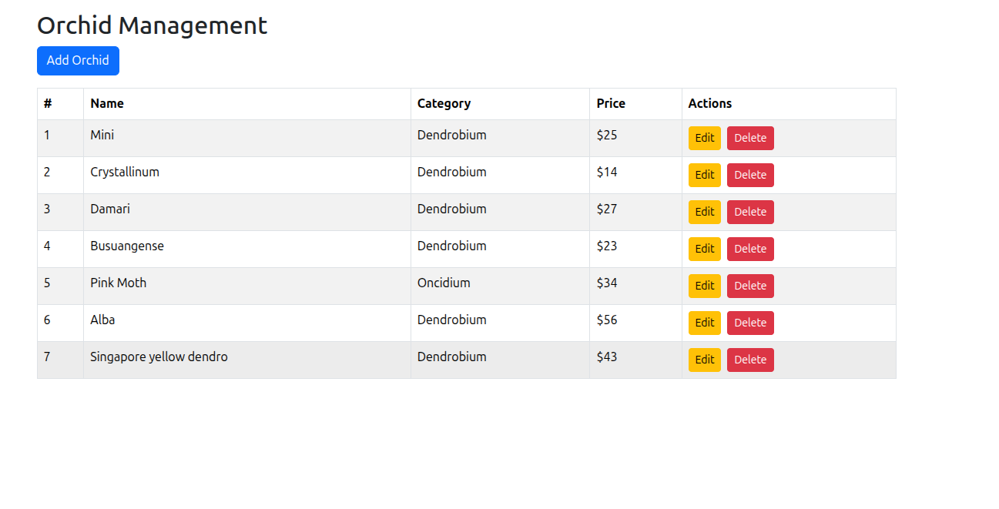 Orchid Management
Add Orchid
# Name Category Price Actions
1 Mini Dendrobium $25 Edit Delete
2 Crystallinum Dendrobium $14 Edit Delete
3 Damari Dendrobium $27 Edit Delete
4 Busuangense Dendrobium $23 Edit Delete
5 Pink Moth Oncidium $34 Edit Delete
6 Alba Dendrobium $56 Edit Delete
7 Singapore yellow dendro Dendrobium $43 Edit Delete